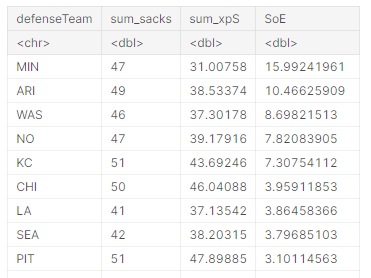 defenseTeam sum_sacks sum_xpS SoE
<chr> <dbl> <dbl> <dbl>
MIN 47 31.00758 15.99241961
ARI 49 38.53374 10.46625909
WAS 46 37.30178 8.69821513
NO 47 39.17916 7.82083905
KC 51 43.69246 7.30754112
CHI 50 46.04088 3.95911853
LA 41 37.13542 3.86458366
SEA 42 38.20315 3.79685103
PIT 51 47.89885 3.10114563